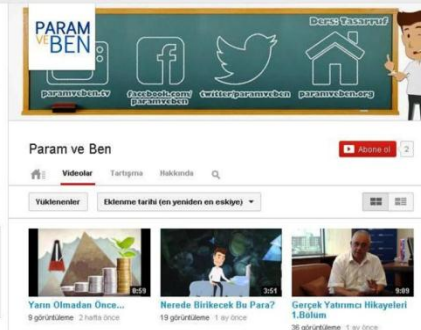 PARAM
VE BEN
Ders: Tasarruf
paramveben.tv
facebook.com/
paramveben
twitter/paramveben
paramveben.org
Param ve Ben
Abone ol 2
Videolar Tartışma Hakkında
Yüklenenler Eklenme tarihi (en yeniden en eskiye)
0:59
3:51
9:09
Yarın Olmadan Önce...
9 görüntüleme 2 hafta önce
Nerede Birikecek Bu Para?
19 görüntüleme 1 ay önce
Gerçek Yatırımcı Hikayeleri
1.Bölüm
36 görüntüleme 1 ay önce